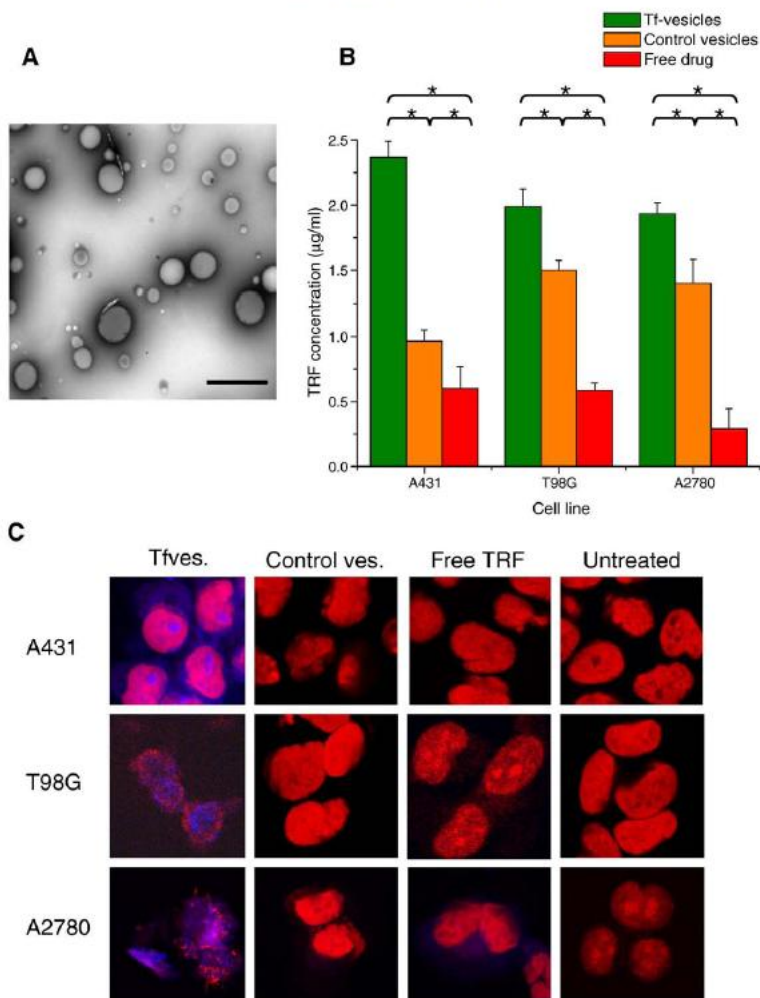 Tf-vesicles
Control vesicles
Free drug
A
B
* * *
* * * * * *
2.5
2.0
1.5
1.0
0.5
0.0
TRF concentration (µg/ml)
A431 T98G A2780
Cell line
C
Tfves. Control ves. Free TRF Untreated
A431
T98G
A2780